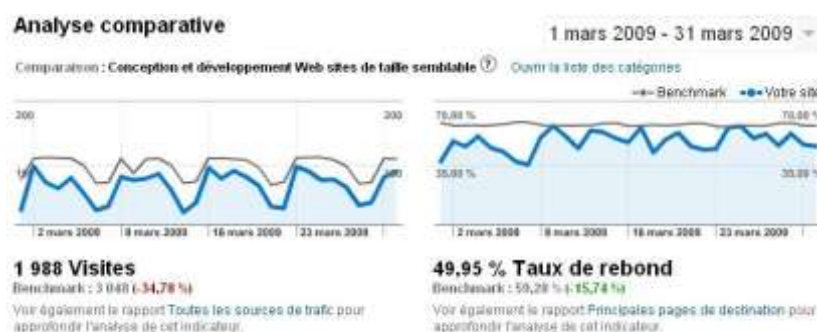 Analyse comparative
1 mars 2009 - 31 mars 2009
Comparaison : Conception et développement Web sites de taille semblable ? Ouvrir la liste des catégories
Benchmark Votre site
200 200
70,00 % 70,00 %
35,00 % 35,00 %
2 mars 2009 9 mars 2009 16 mars 2009 23 mars 2009
2 mars 2009 9 mars 2009 16 mars 2009 23 mars 2009
1 988 Visites
49,95 % Taux de rebond
Benchmark : 3 048 (-34,78 %)
Benchmark : 59,28 % (-15,74 %)
Voir également le rapport Toutes les sources de trafic pour
approfondir l'analyse de cet indicateur.
Voir également le rapport Principales pages de destination pour
approfondir l'analyse de cet indicateur.